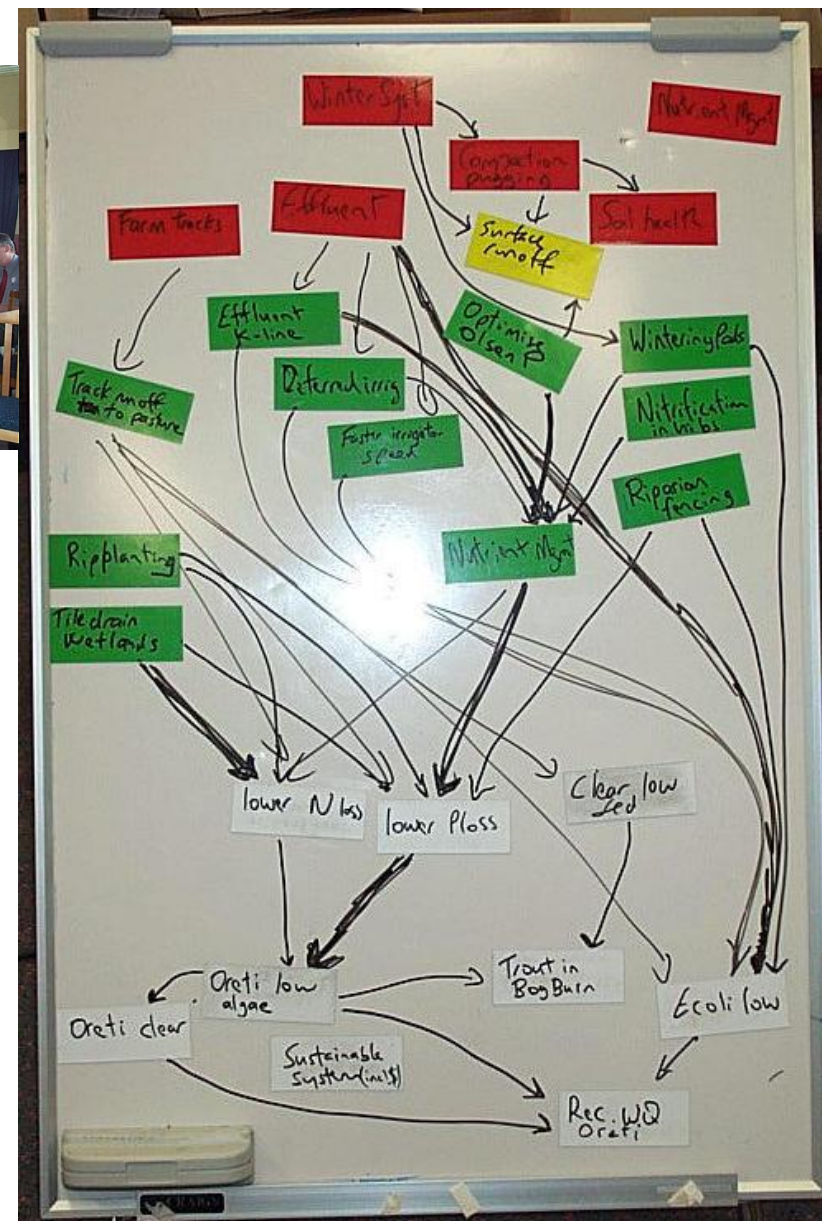 Winter Syst
Nutrient Mgmt
Compaction
pugging
Effluent
Soil health
Farm tracks
Surface
runoff
Effluent
K-line
Optimise
Olsen P
Wintering Pads
Track runoff
to pasture
Deferred irrig
Nitrification
inhibs
Faster irrigator
speed
Riparian
fencing
Rip planting
Nutrient Mgmt
Tile drain
Wetlands
lower N loss
lower P loss
Clear low
sed
Oreti low
algae
Trout in
Bog Burn
Ecoli low
Oreti clear
Sustainable
System (incl $)
Rec. WQ
Oreti